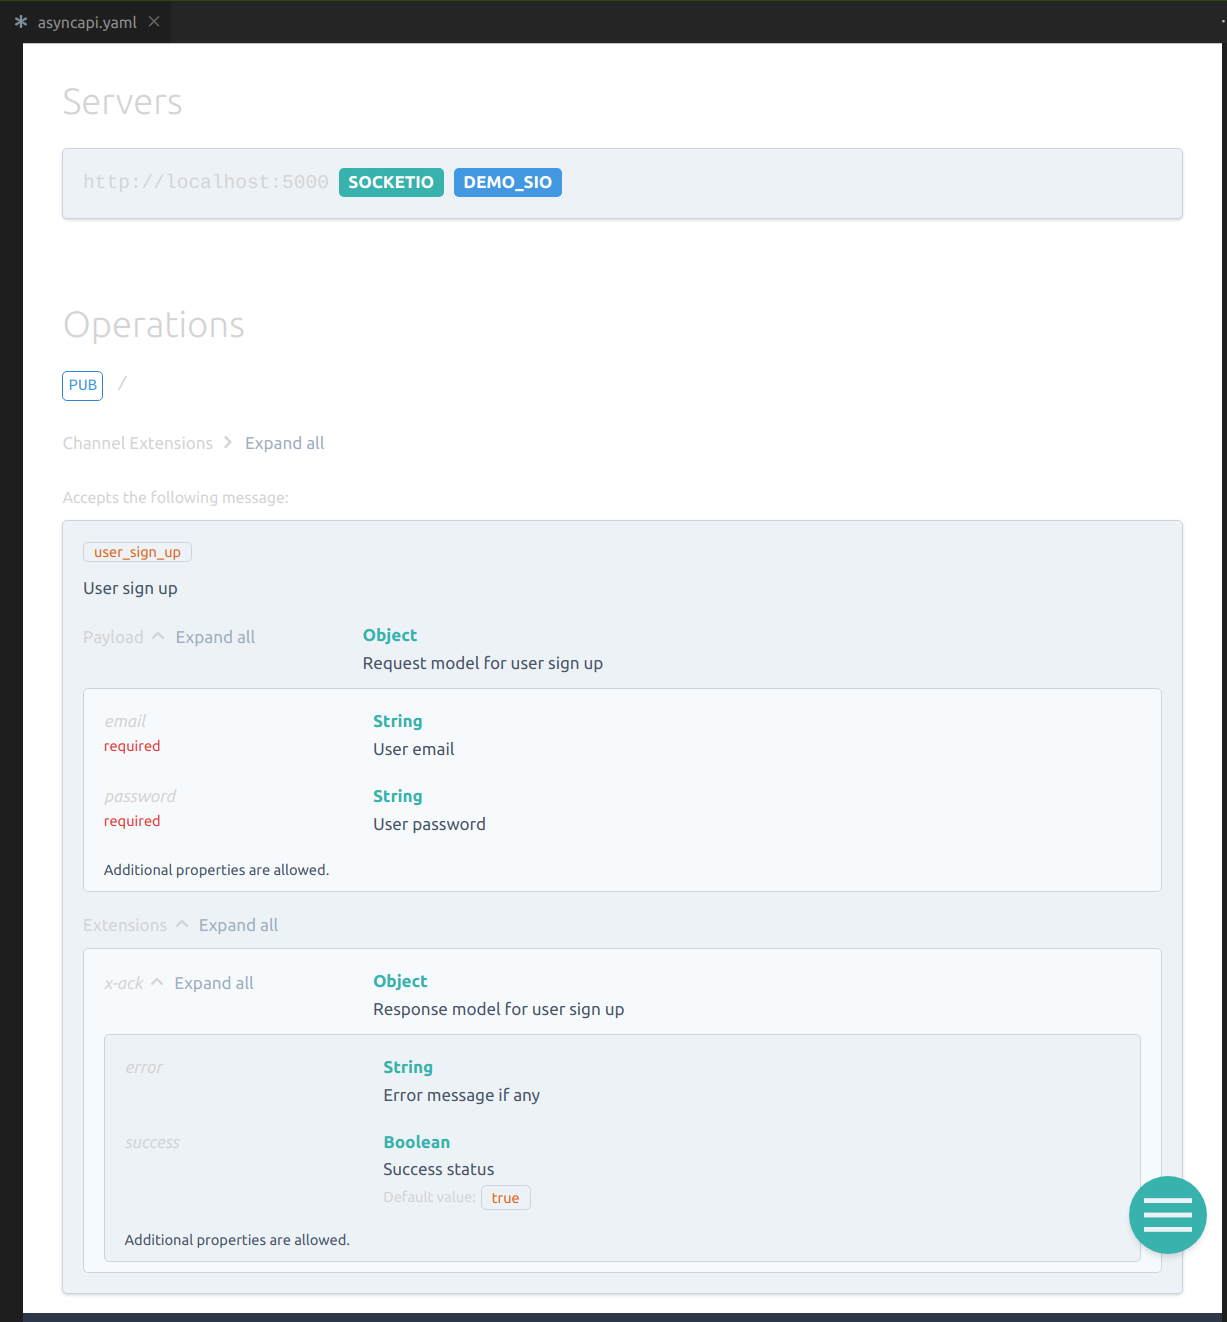 asyncapi.yaml
Servers
http://localhost:5000 SOCKETIO DEMO_SIO
Operations
PUB /
Channel Extensions Expand all
Accepts the following message:
user_sign_up
User sign up
Payload Expand all Object
Request model for user sign up
email String
required User email
password String
required User password
Additional properties are allowed.
Extensions Expand all
x-ack Expand all Object
Response model for user sign up
error String
Error message if any
success Boolean
Success status
Default value: true
Additional properties are allowed.